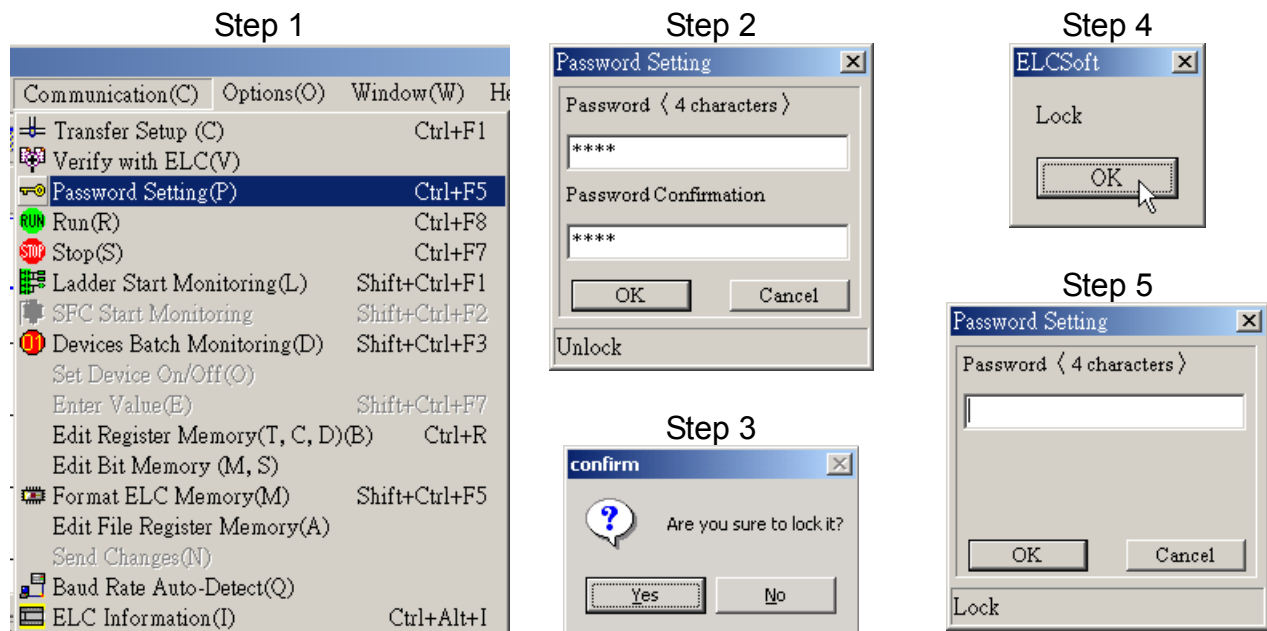 Step 1
Communication(C) Options(O) Window(W) He
Transfer Setup (C) Ctrl+F1
Verify with ELC(V)
Password Setting(P) Ctrl+F5
RUN Run(R) Ctrl+F8
STOP Stop(S) Ctrl+F7
Ladder Start Monitoring(L) Shift+Ctrl+F1
SFC Start Monitoring Shift+Ctrl+F2
01 Devices Batch Monitoring(D) Shift+Ctrl+F3
Set Device On/Off(O)
Enter Value(E) Shift+Ctrl+F7
Edit Register Memory(T, C, D)(B) Ctrl+R
Edit Bit Memory (M, S)
Format ELC Memory(M) Shift+Ctrl+F5
Edit File Register Memory(A)
Send Changes(N)
Baud Rate Auto-Detect(Q)
ELC Information(I) Ctrl+Alt+I
Step 2
Password Setting
Password〈4 characters〉
****
Password Confirmation
****
OK Cancel
Unlock
Step 3
confirm
Are you sure to lock it?
Yes No
Step 4
ELCSoft
Lock
OK
Step 5
Password Setting
Password〈4 characters〉
OK Cancel
Lock